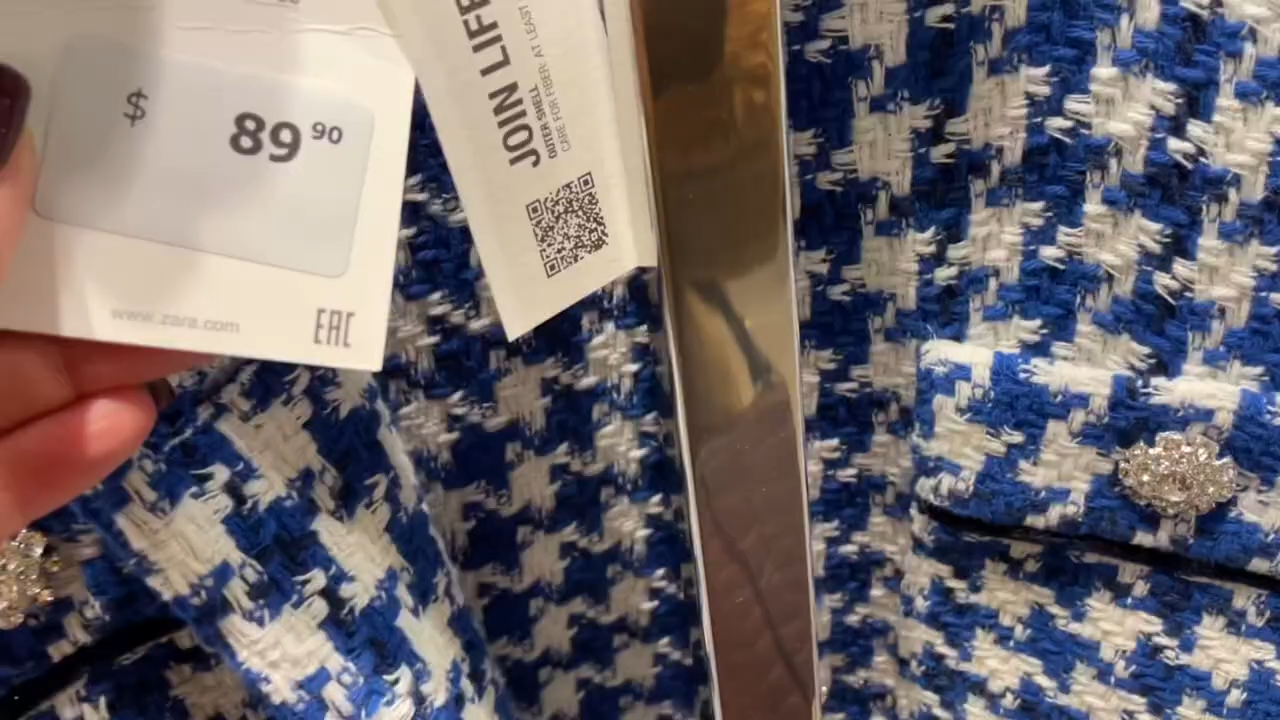 $ 89 90
www.zara.com
EAC
JOIN LIFE
OUTER SHELL
CARE FOR FIBER: AT LEAST